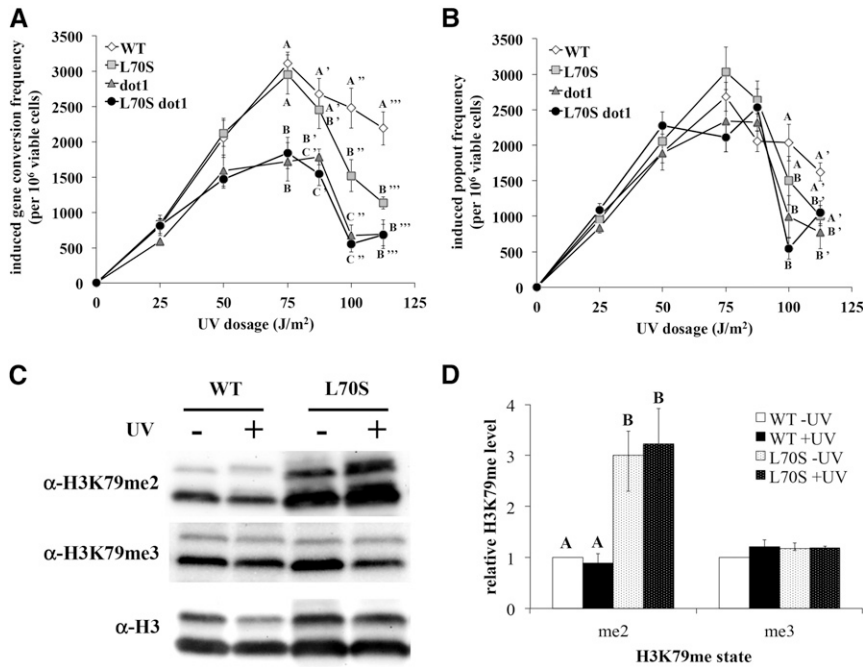 A
induced gene conversion frequency
(per 10⁶ viable cells)
3500
3000
2500
2000
1500
1000
500
0
WT
L70S
dot1
L70S dot1
A
A
B
B
A'
A'
B'
B'
C'
C'
A''
B''
C''
C''
A'''
B'''
B'''
B'''
0
25
50
75
100
125
UV dosage (J/m²)
B
induced popout frequency
(per 10⁶ viable cells)
3500
3000
2500
2000
1500
1000
500
0
WT
L70S
dot1
L70S dot1
A
A
B
B
B
A'
A'
B'
A'
B'
B'
0
25
50
75
100
125
UV dosage (J/m²)
C
WT
L70S
UV
-
+
-
+
α-H3K79me2
α-H3K79me3
α-H3
D
relative H3K79me level
4
3
2
1
0
A
A
B
B
WT -UV
WT +UV
L70S -UV
L70S +UV
me2
me3
H3K79me state